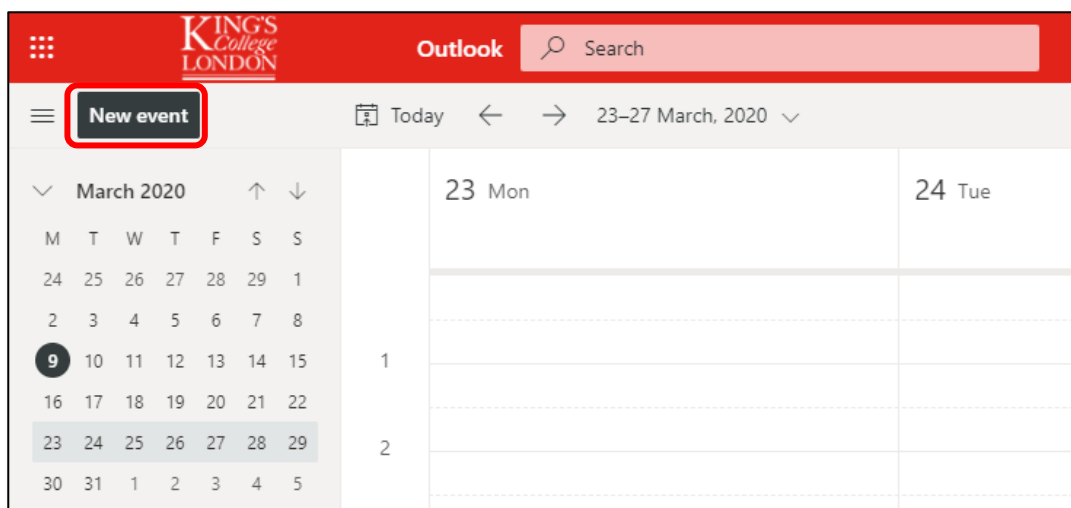 KING'S
College
LONDON
Outlook
Search
New event
Today
23–27 March, 2020
March 2020
M T W T F S S
24 25 26 27 28 29 1
2 3 4 5 6 7 8
9 10 11 12 13 14 15
16 17 18 19 20 21 22
23 24 25 26 27 28 29
30 31 1 2 3 4 5
23 Mon
24 Tue
1
2